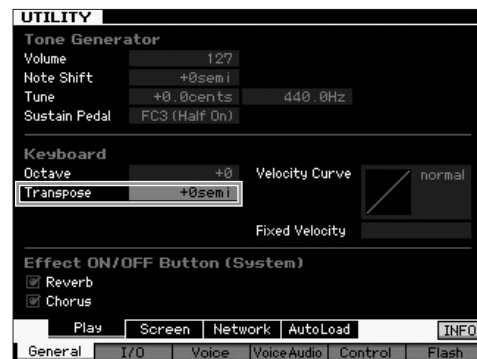 UTILITY
Tone Generator
Volume 127
Note Shift +0semi
Tune +0.0cents 440.0Hz
Sustain Pedal FC3(Half On)
Keyboard
Octave +0 Velocity Curve normal
Transpose +0semi
Fixed Velocity
Effect ON/OFF Button (System)
Reverb
Chorus
Play Screen Network AutoLoad INFO
General I/O Voice Voice Audio Control Flash